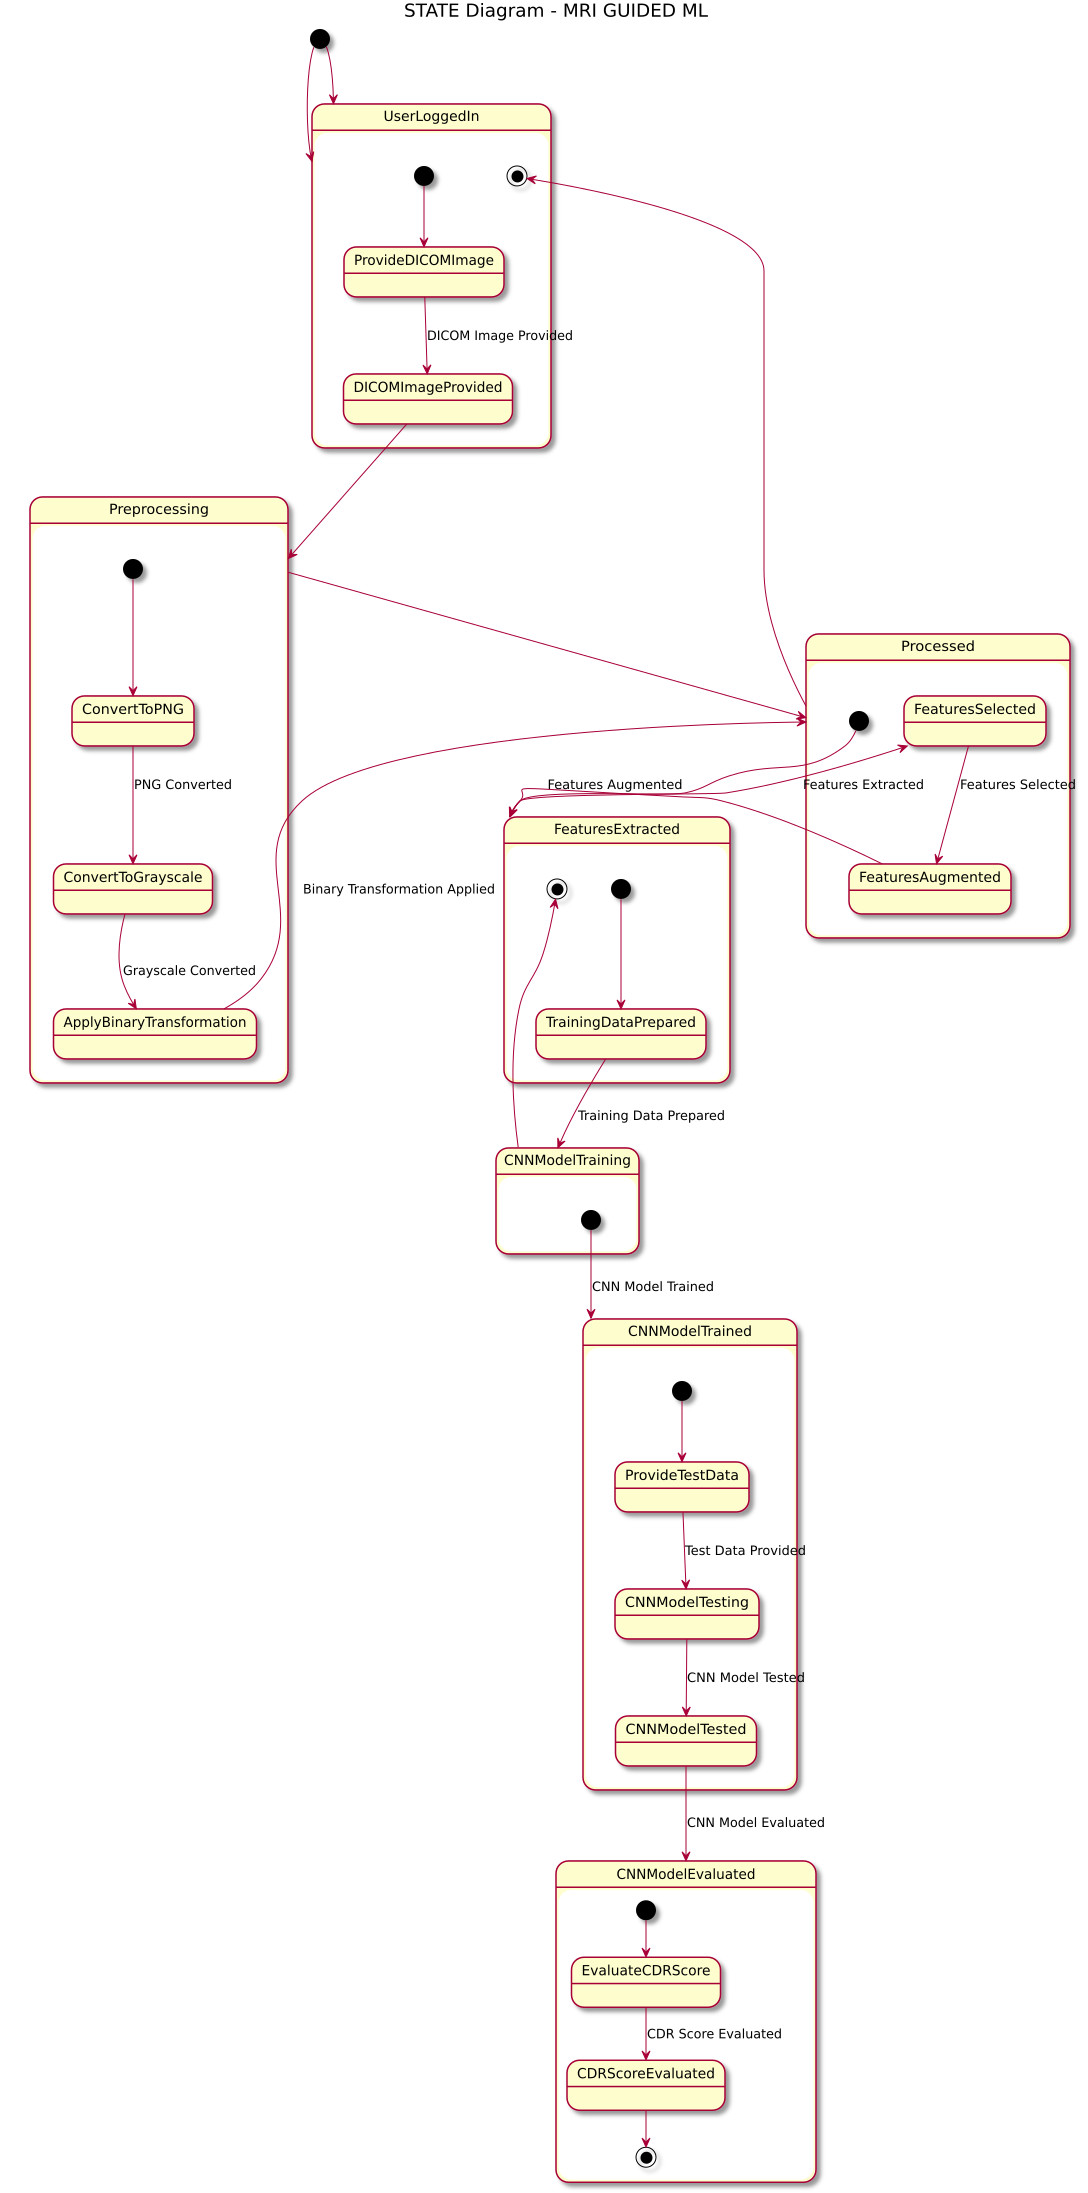 STATE Diagram - MRI GUIDED ML
UserLoggedIn
ProvideDICOMImage
DICOM Image Provided
DICOMImageProvided
Preprocessing
ConvertToPNG
PNG Converted
ConvertToGrayscale
Grayscale Converted
ApplyBinaryTransformation
Binary Transformation Applied
Processed
FeaturesSelected
Features Augmented
Features Extracted
Features Selected
FeaturesAugmented
FeaturesExtracted
TrainingDataPrepared
Training Data Prepared
CNNModelTraining
CNN Model Trained
CNNModelTrained
ProvideTestData
Test Data Provided
CNNModelTesting
CNN Model Tested
CNNModelTested
CNN Model Evaluated
CNNModelEvaluated
EvaluateCDRScore
CDR Score Evaluated
CDRScoreEvaluated